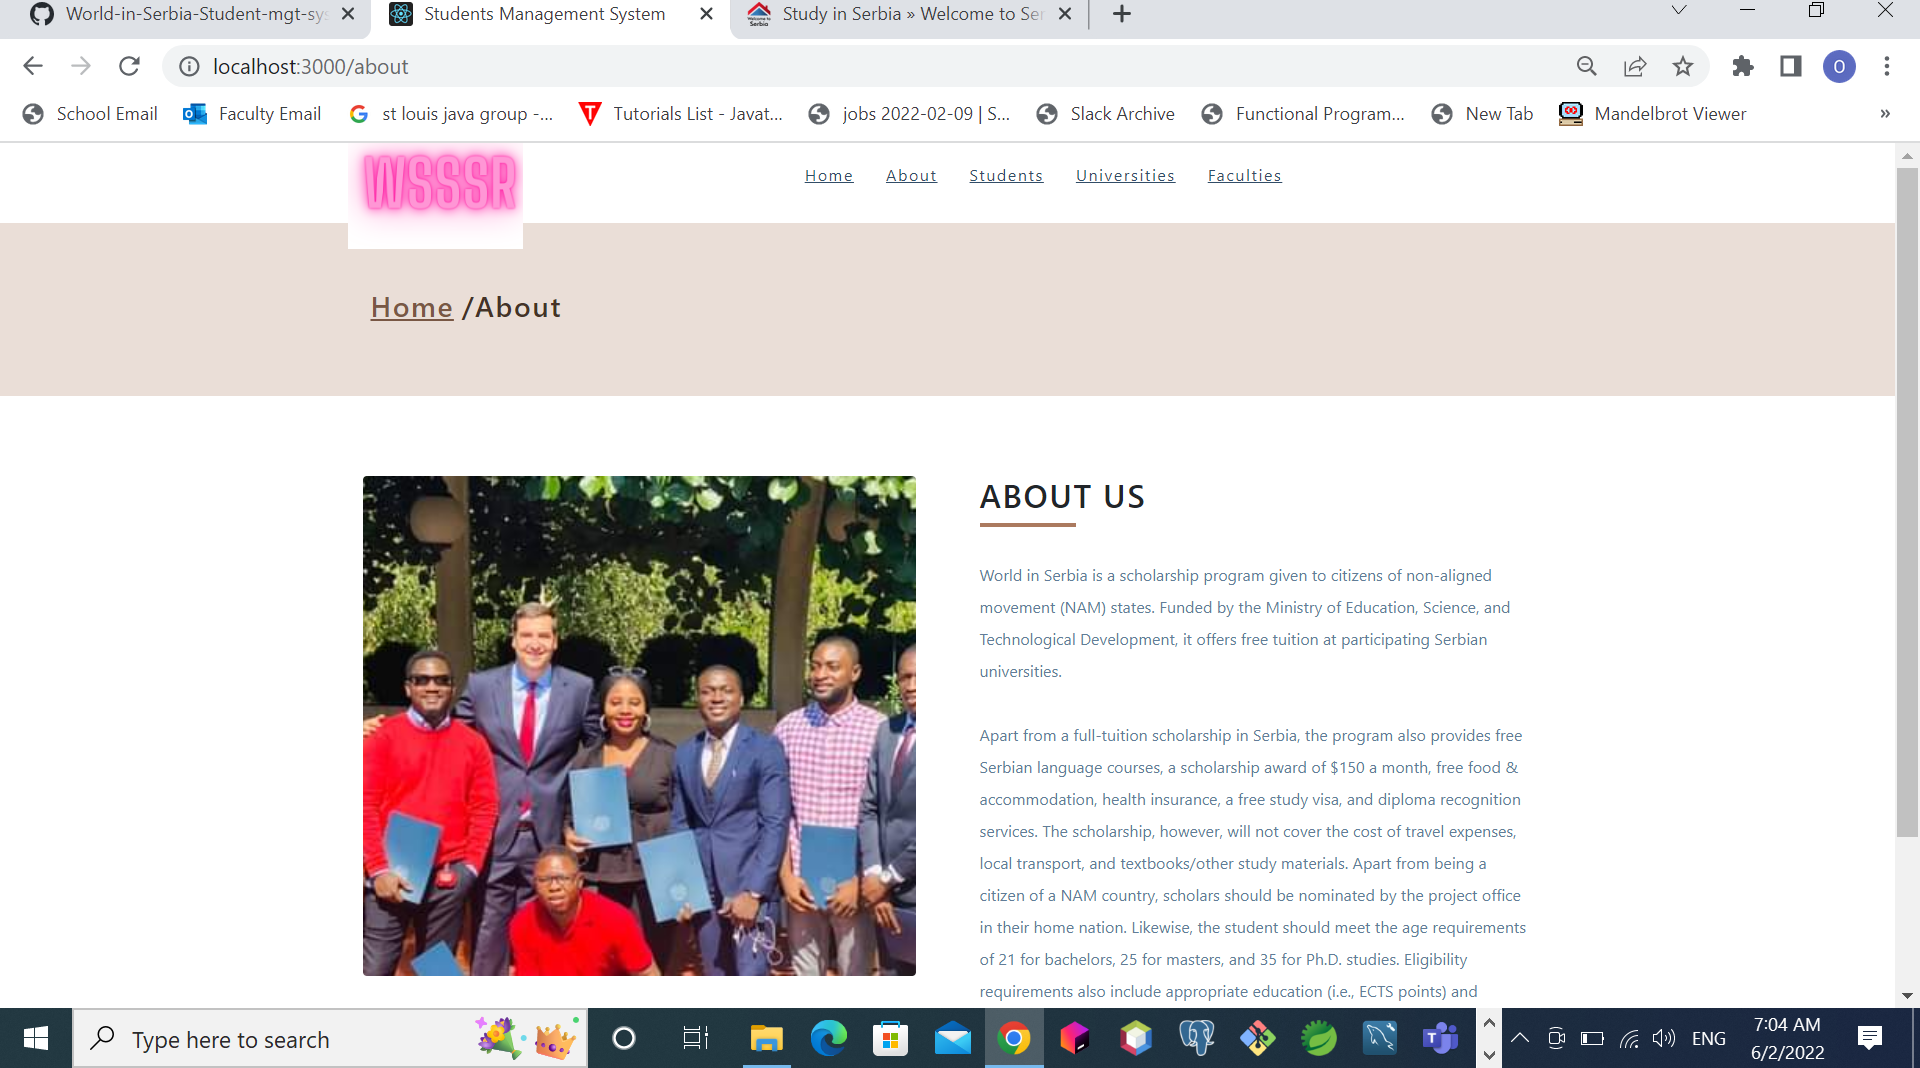 World-in-Serbia-Student-mgt-sys
Students Management System
Study in Serbia » Welcome to Ser
localhost:3000/about
O
School Email
Faculty Email
st louis java group -...
Tutorials List - Javat...
jobs 2022-02-09 | S...
Slack Archive
Functional Program...
New Tab
Mandelbrot Viewer
»
WSSSR
Home
About
Students
Universities
Faculties
Home /About
ABOUT US
World in Serbia is a scholarship program given to citizens of non-aligned
movement (NAM) states. Funded by the Ministry of Education, Science, and
Technological Development, it offers free tuition at participating Serbian
universities.
Apart from a full-tuition scholarship in Serbia, the program also provides free
Serbian language courses, a scholarship award of $150 a month, free food &
accommodation, health insurance, a free study visa, and diploma recognition
services. The scholarship, however, will not cover the cost of travel expenses,
local transport, and textbooks/other study materials. Apart from being a
citizen of a NAM country, scholars should be nominated by the project office
in their home nation. Likewise, the student should meet the age requirements
of 21 for bachelors, 25 for masters, and 35 for Ph.D. studies. Eligibility
requirements also include appropriate education (i.e., ECTS points) and
Type here to search
ENG
7:04 AM
6/2/2022